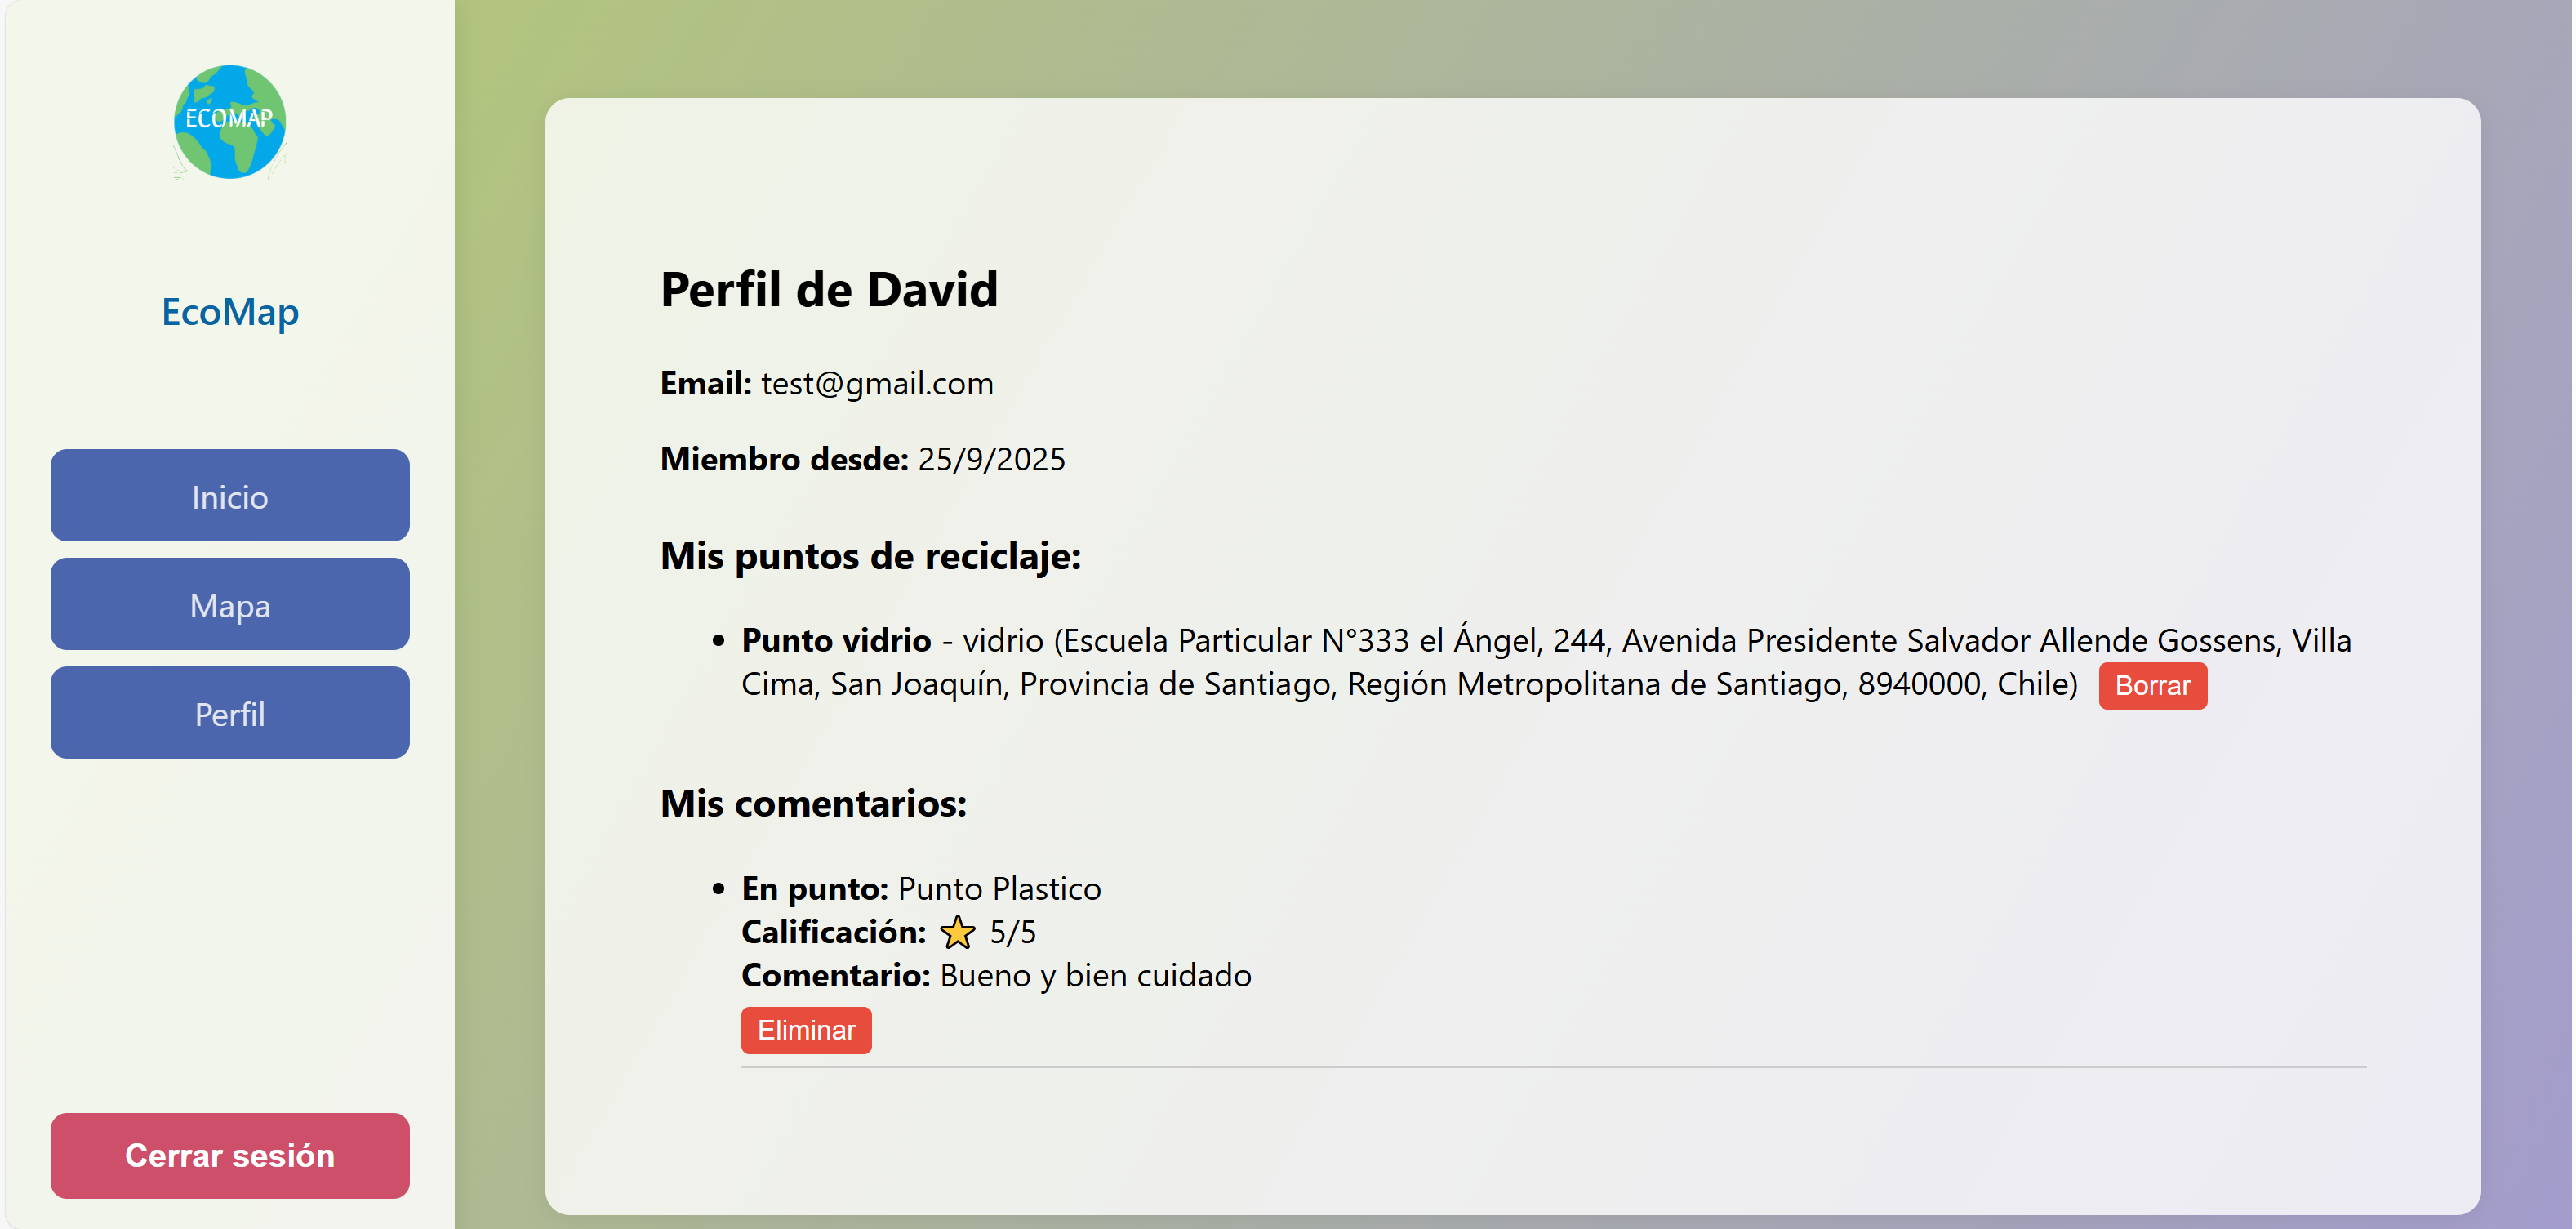 ECOMAP
EcoMap
Inicio
Mapa
Perfil
Cerrar sesión
Perfil de David
Email: test@gmail.com
Miembro desde: 25/9/2025
Mis puntos de reciclaje:
Punto vidrio - vidrio (Escuela Particular N°333 el Ángel, 244, Avenida Presidente Salvador Allende Gossens, Villa
Cima, San Joaquín, Provincia de Santiago, Región Metropolitana de Santiago, 8940000, Chile) Borrar
Mis comentarios:
En punto: Punto Plastico
Calificación: ⭐ 5/5
Comentario: Bueno y bien cuidado
Eliminar